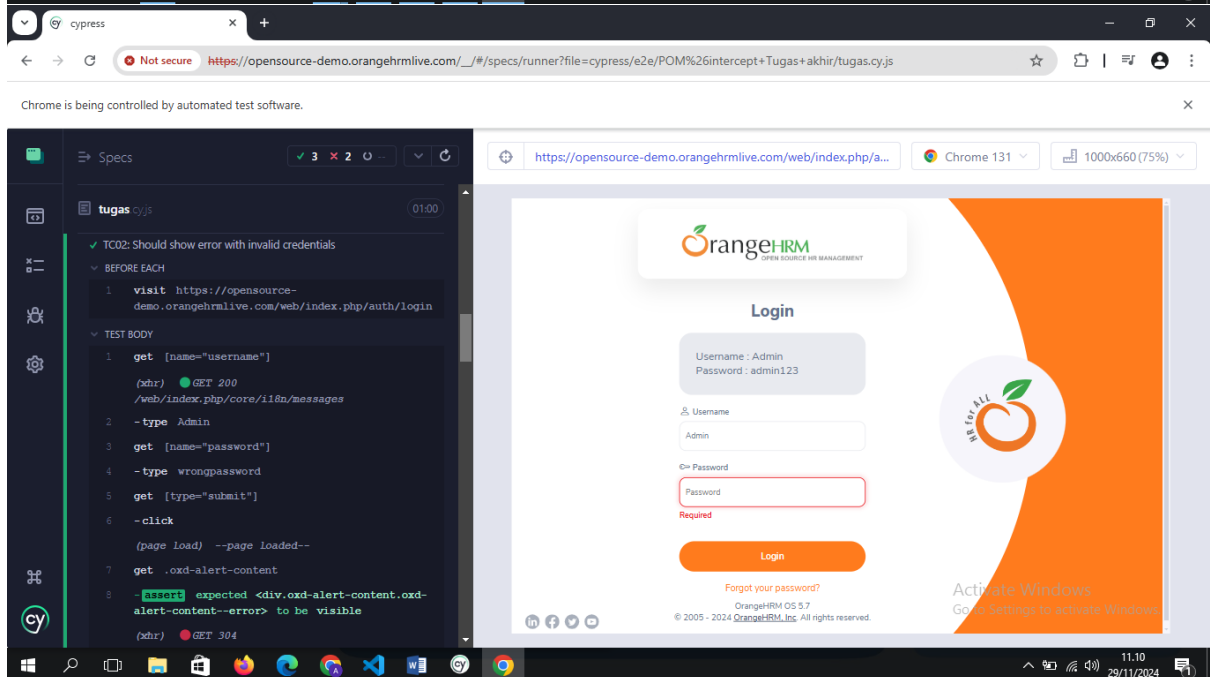 cypress
Not secure https://opensource-demo.orangehrmlive.com/__/#/specs/runner?file=cypress/e2e/POM%26intercept+Tugas+akhir/tugas.cy.js
Chrome is being controlled by automated test software.
Specs
3 2 --
https://opensource-demo.orangehrmlive.com/web/index.php/a...
Chrome 131
1000x660 (75%)
tugas.cy.js 01:00
TC02: Should show error with invalid credentials
BEFORE EACH
1 visit https://opensource-
demo.orangehrmlive.com/web/index.php/auth/login
TEST BODY
1 get [name="username"]
(xhr) GET 200
/web/index.php/core/i18n/messages
2 -type Admin
3 get [name="password"]
4 -type wrongpassword
5 get [type="submit"]
6 -click
(page load) --page loaded--
7 get .oxd-alert-content
8 -assert expected <div.oxd-alert-content.oxd-
alert-content--error> to be visible
(xhr) GET 304
OrangeHRM
OPEN SOURCE HR MANAGEMENT
Login
Username : Admin
Password : admin123
Username
Admin
Password
Password
Required
Login
Forgot your password?
OrangeHRM OS 5.7
© 2005 - 2024 OrangeHRM, Inc. All rights reserved.
HR for ALL
Activate Windows
Go to Settings to activate Windows.
cy
11.10
29/11/2024